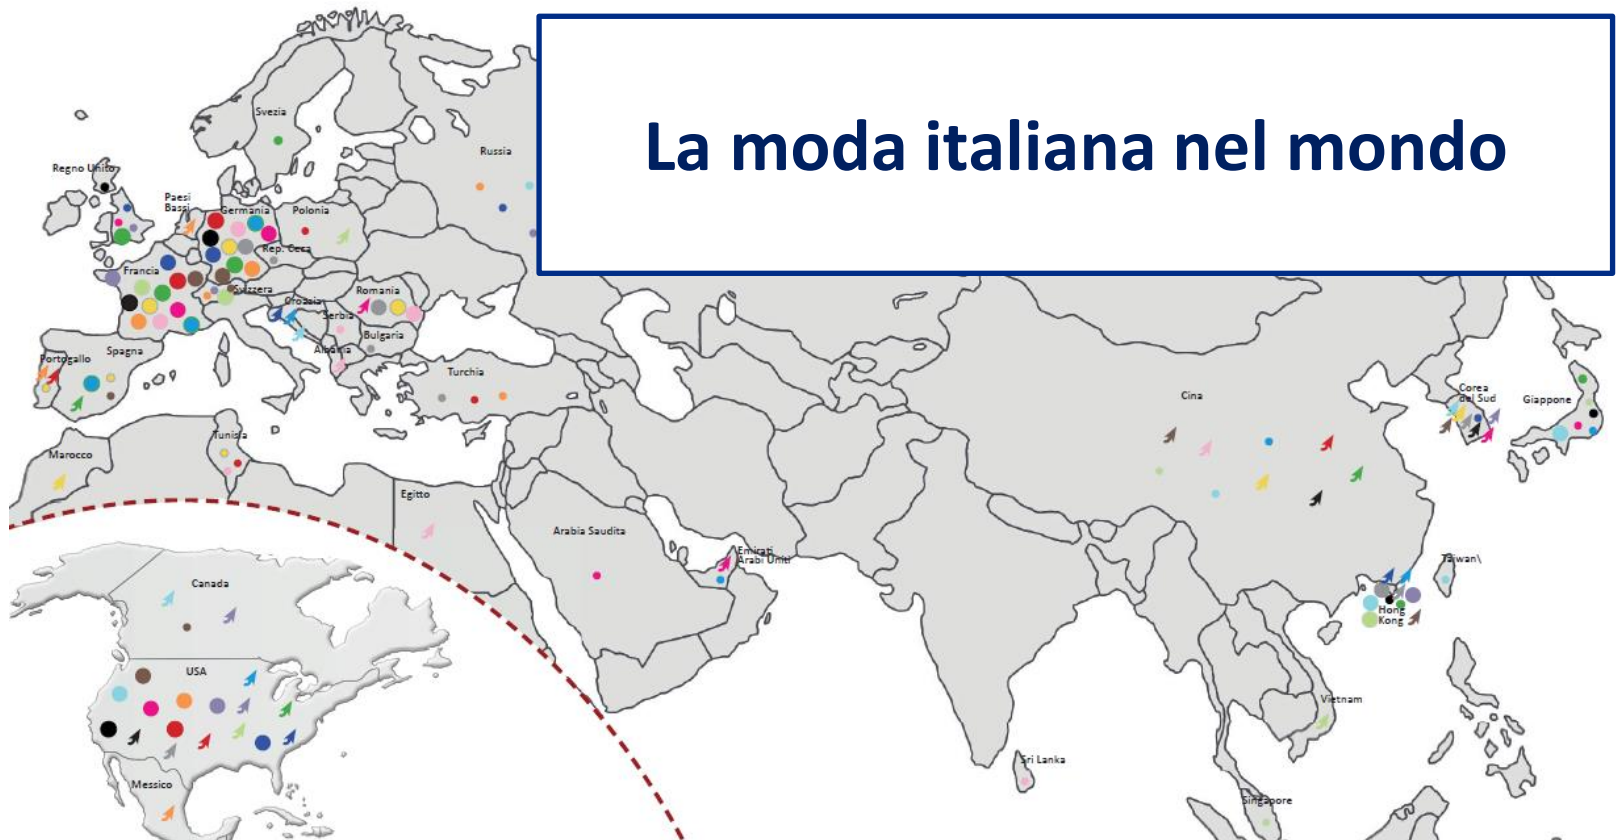 La moda italiana nel mondo
Svezia
Russia
Regno Unito
Paesi
Bassi
Germania
Polonia
Rep. Ceca
Francia
Svizzera
Romania
Croazia
Serbia
Bulgaria
Albania
Portogallo
Spagna
Turchia
Cina
Corea
del Sud
Giappone
Tunisia
Marocco
Egitto
Arabia Saudita
Emirati
Arabi Uniti
Taiwan\
Canada
Hong
Kong
USA
Vietnam
Sri Lanka
Messico
Singapore